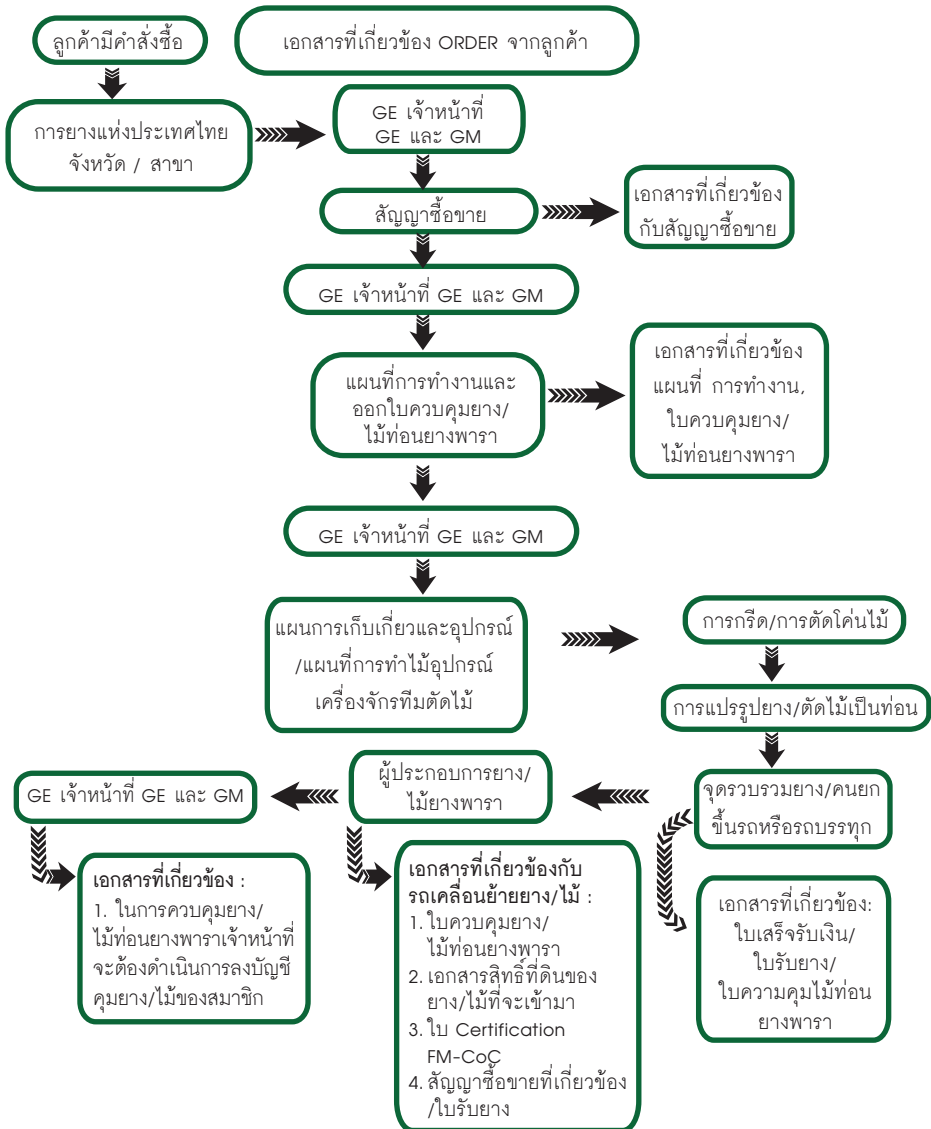 ลูกค้ามีคำสั่งซื้อ
เอกสารที่เกี่ยวข้อง ORDER จากลูกค้า
การยางแห่งประเทศไทย
จังหวัด / สาขา
GE เจ้าหน้าที่
GE และ GM
สัญญาซื้อขาย
เอกสารที่เกี่ยวข้อง
กับสัญญาซื้อขาย
GE เจ้าหน้าที่ GE และ GM
แผนที่การทำงานและ
ออกใบควบคุมยาง/
ไม้ท่อนยางพารา
เอกสารที่เกี่ยวข้อง
แผนที่ การทำงาน,
ใบควบคุมยาง/
ไม้ท่อนยางพารา
GE เจ้าหน้าที่ GE และ GM
แผนการเก็บเกี่ยวและอุปกรณ์
/แผนที่การทำไม้อุปกรณ์
เครื่องจักรทีมตัดไม้
การกรีด/การตัดโค่นไม้
การแปรรูปยาง/ตัดไม้เป็นท่อน
จุดรวบรวมยาง/คนยก
ขึ้นรถหรือรถบรรทุก
ผู้ประกอบการยาง/
ไม้ยางพารา
GE เจ้าหน้าที่ GE และ GM
เอกสารที่เกี่ยวข้อง :
1. ในการควบคุมยาง/
ไม้ท่อนยางพาราเจ้าหน้าที่
จะต้องดำเนินการลงบัญชี
คุมยาง/ไม้ของสมาชิก
เอกสารที่เกี่ยวข้องกับ
รถเคลื่อนย้ายยาง/ไม้ :
1. ใบควบคุมยาง/
ไม้ท่อนยางพารา
2. เอกสารสิทธิ์ที่ดินของ
ยาง/ไม้ที่จะเข้ามา
3. ใบ Certification
FM-CoC
4. สัญญาซื้อขายที่เกี่ยวข้อง
/ใบรับยาง
เอกสารที่เกี่ยวข้อง:
ใบเสร็จรับเงิน/
ใบรับยาง/
ใบความคุมไม้ท่อน
ยางพารา